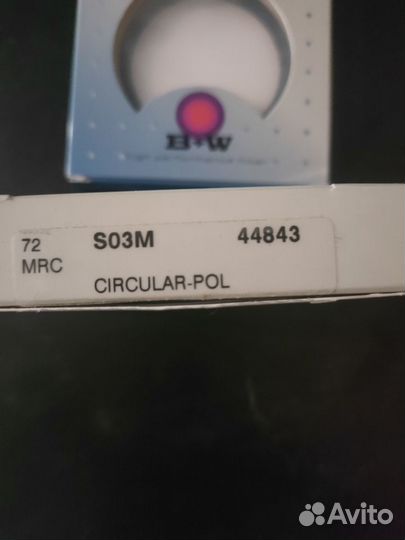 B+W
72 S03M 44843
MRC
CIRCULAR-POL
Avito